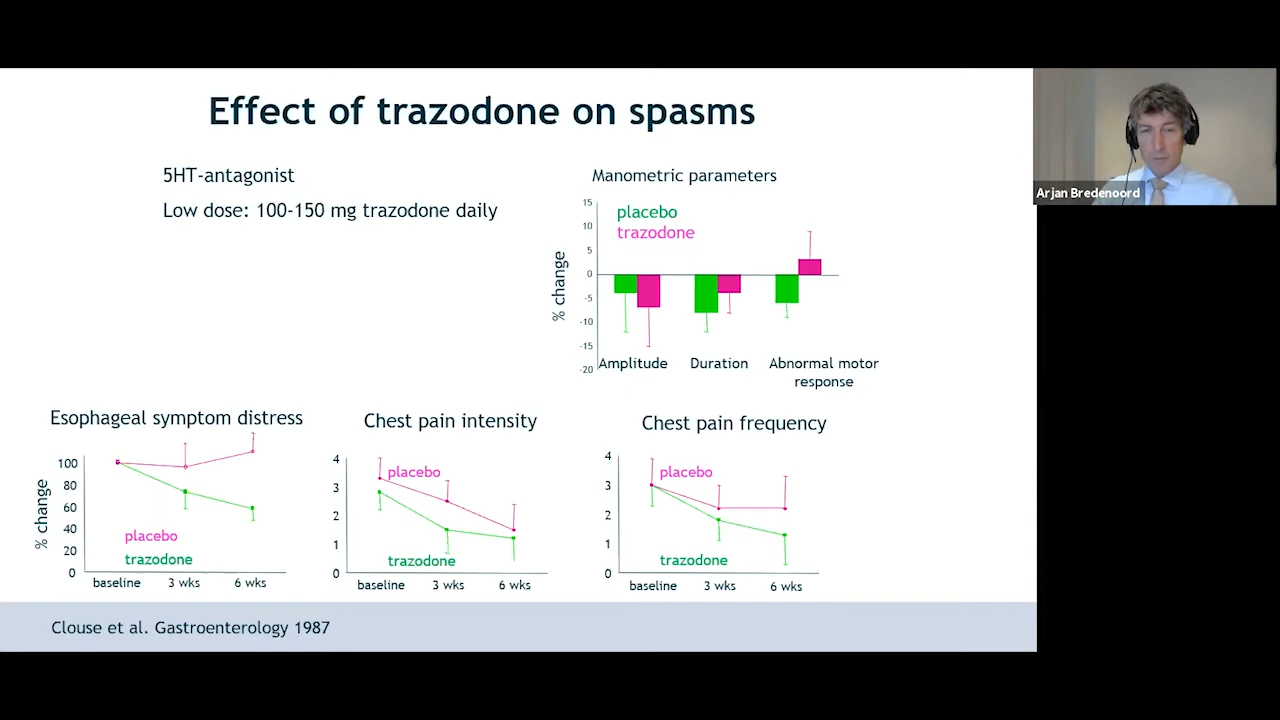 Effect of trazodone on spasms
5HT-antagonist
Low dose: 100-150 mg trazodone daily
Manometric parameters
15
10
5
0
-5
-10
-15
-20
% change
placebo
trazodone
Amplitude
Duration
Abnormal motor
response
Esophageal symptom distress
100
80
60
40
20
0
% change
placebo
trazodone
baseline
3 wks
6 wks
Chest pain intensity
4
3
2
1
0
placebo
trazodone
baseline
3 wks
6 wks
Chest pain frequency
4
3
2
1
0
placebo
trazodone
baseline
3 wks
6 wks
Clouse et al. Gastroenterology 1987
Arjan Bredenoord